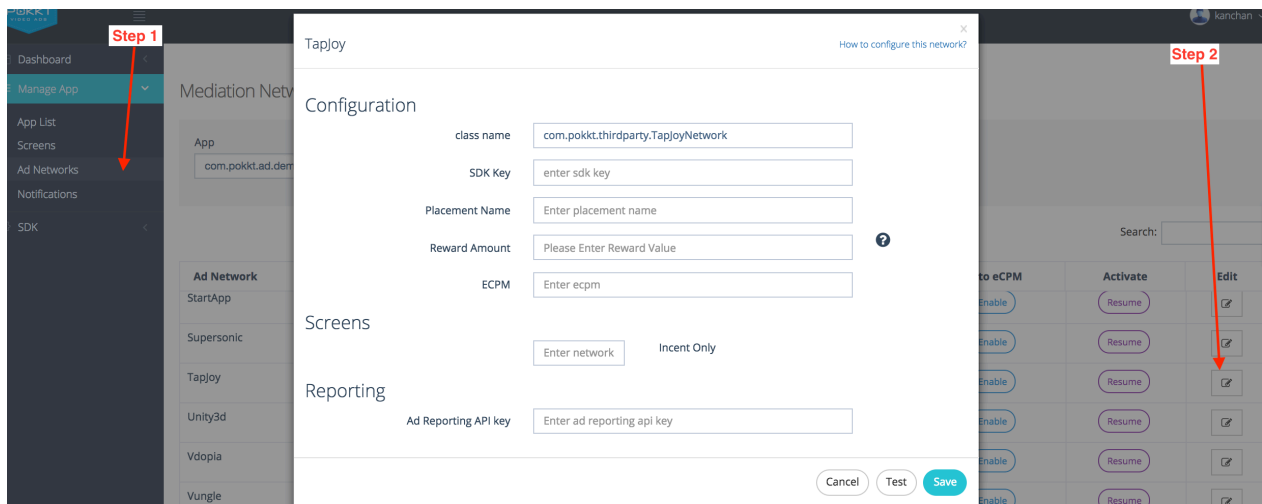 POKKT
VIDEO ADS
kanchan
Step 1
Step 2
Dashboard
Manage App
App List
Screens
Ad Networks
Notifications
SDK
Mediation Netw
App
com.pokkt.ad.dem
TapJoy
×
How to configure this network?
Configuration
class name com.pokkt.thirdparty.TapJoyNetwork
SDK Key enter sdk key
Placement Name Enter placement name
Reward Amount Please Enter Reward Value ?
ECPM Enter ecpm
Screens
Enter network Incent Only
Reporting
Ad Reporting API key Enter ad reporting api key
Cancel Test Save
Search:
Ad Network to eCPM Activate Edit
StartApp Enable Resume
Supersonic Enable Resume
TapJoy Enable Resume
Unity3d Enable Resume
Vdopia Enable Resume
Vungle Enable Resume